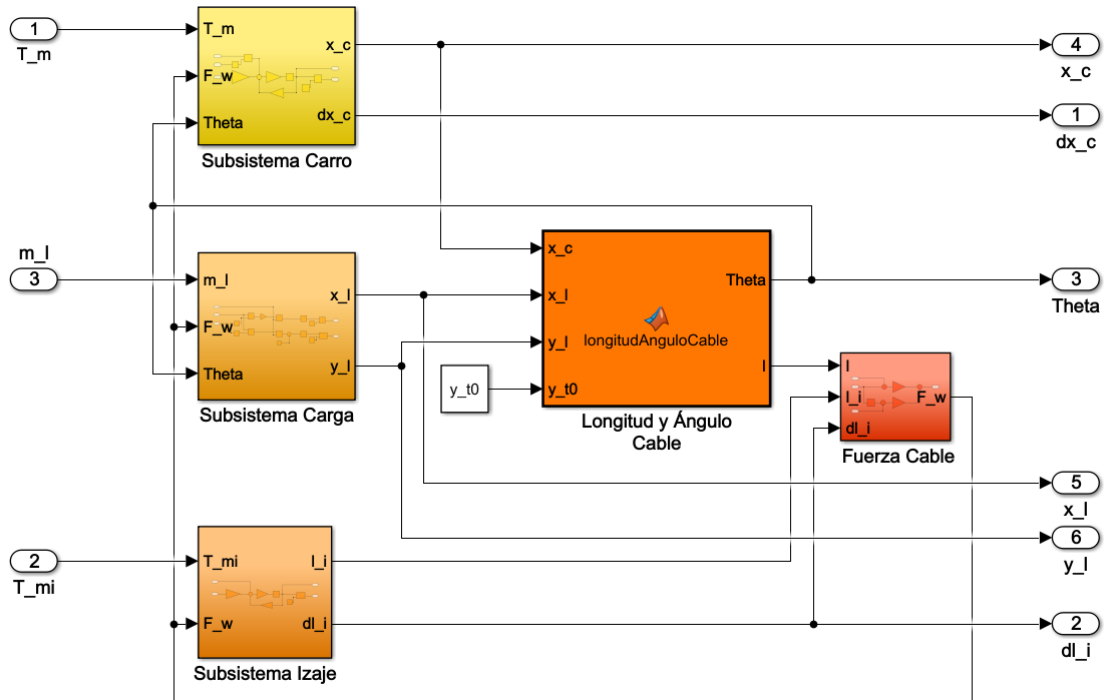 1
T_m
T_m
F_w
Theta
x_c
dx_c
Subsistema Carro
4
x_c
1
dx_c
m_l
3
m_l
F_w
Theta
x_l
y_l
Subsistema Carga
y_t0
x_c
x_l
y_l
y_t0
longitudAnguloCable
Theta
l
Longitud y Ángulo
Cable
l
l_i
dl_i
F_w
Fuerza Cable
3
Theta
5
x_l
6
y_l
2
T_mi
T_mi
F_w
l_i
dl_i
Subsistema Izaje
2
dl_i